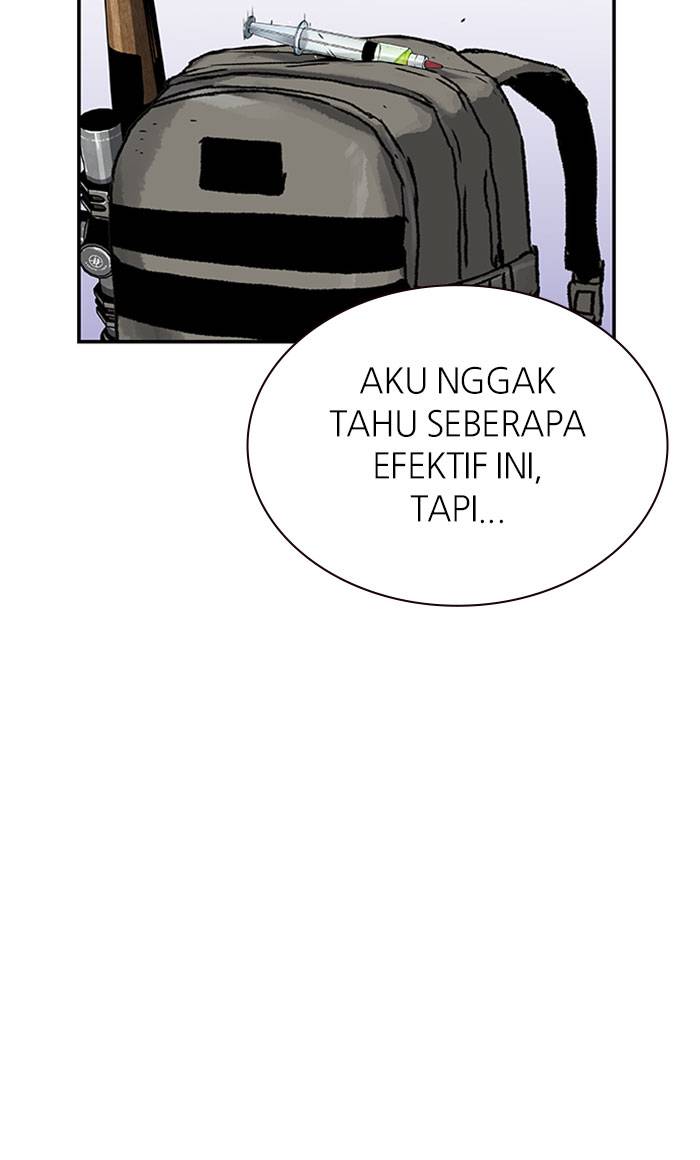 AKU NGGAK
TAHU SEBERAPA
EFEKTIF INI,
TAPI...